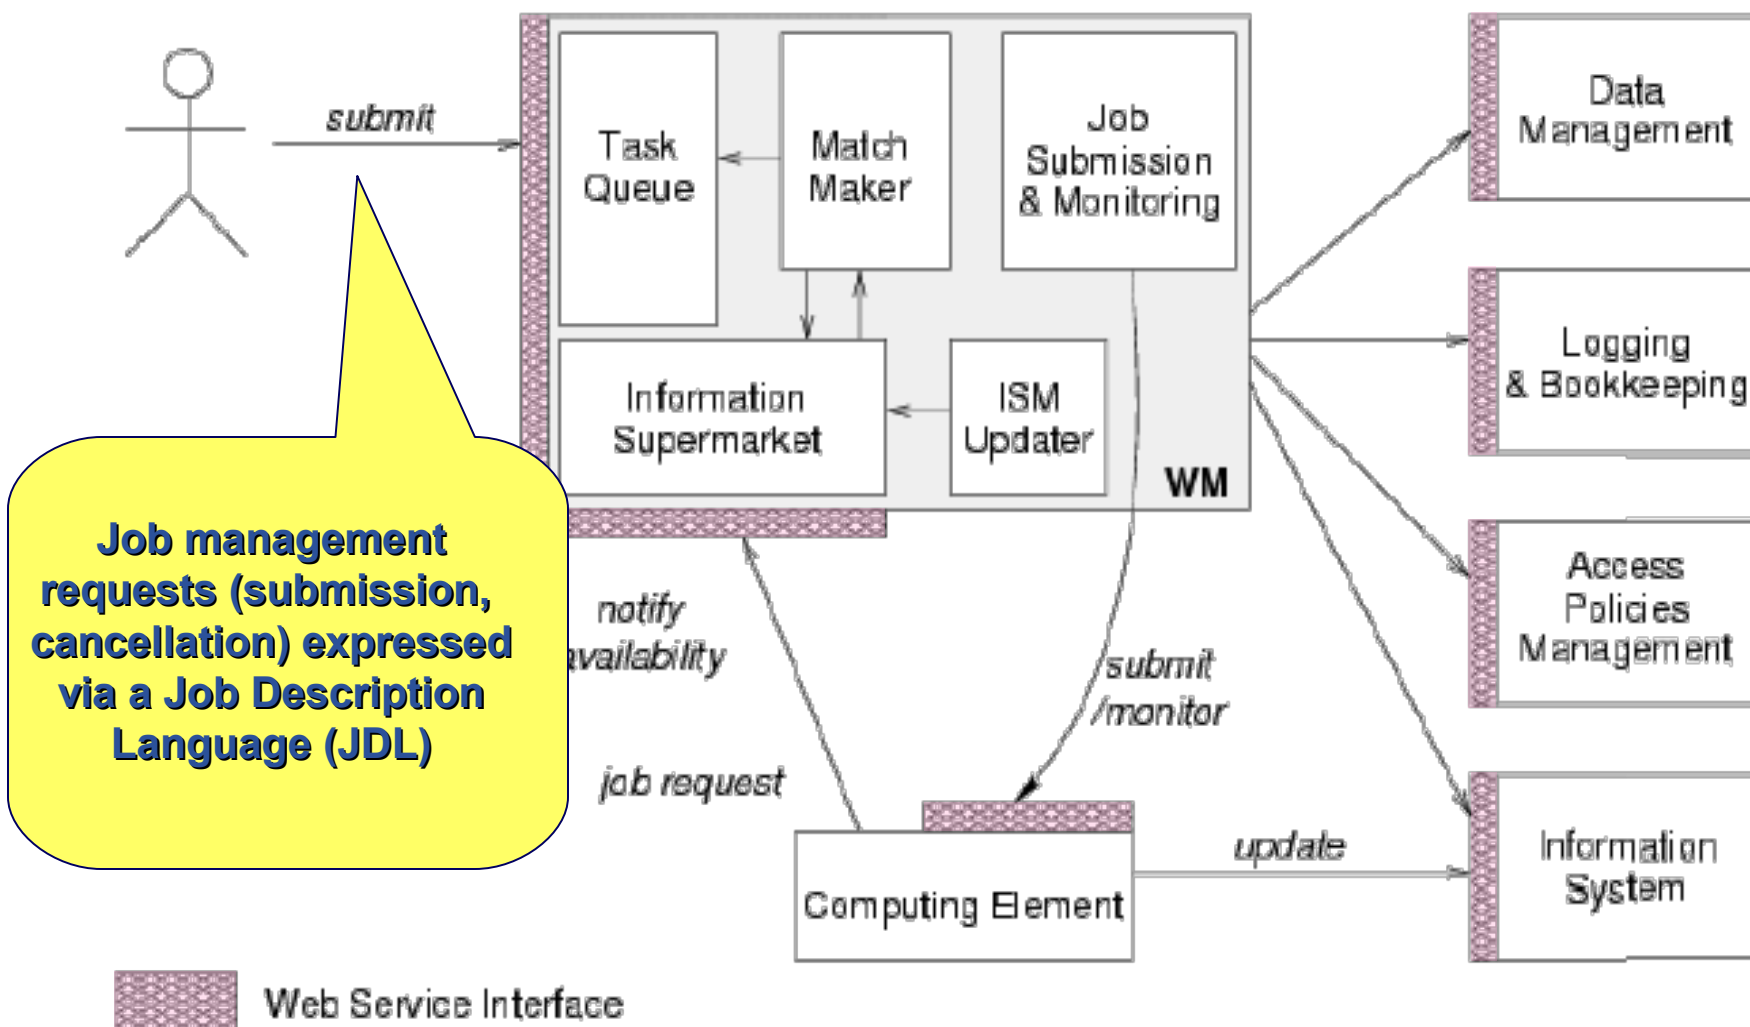 submit
Task
Queue
Match
Maker
Job
Submission
& Monitoring
Data
Management
Information
Supermarket
ISM
Updater
WM
Logging
& Bookkeeping
Job management
requests (submission,
cancellation) expressed
via a Job Description
Language (JDL)
notify
availability
job request
submit
/monitor
Access
Policies
Management
Computing Element
update
Information
System
Web Service Interface